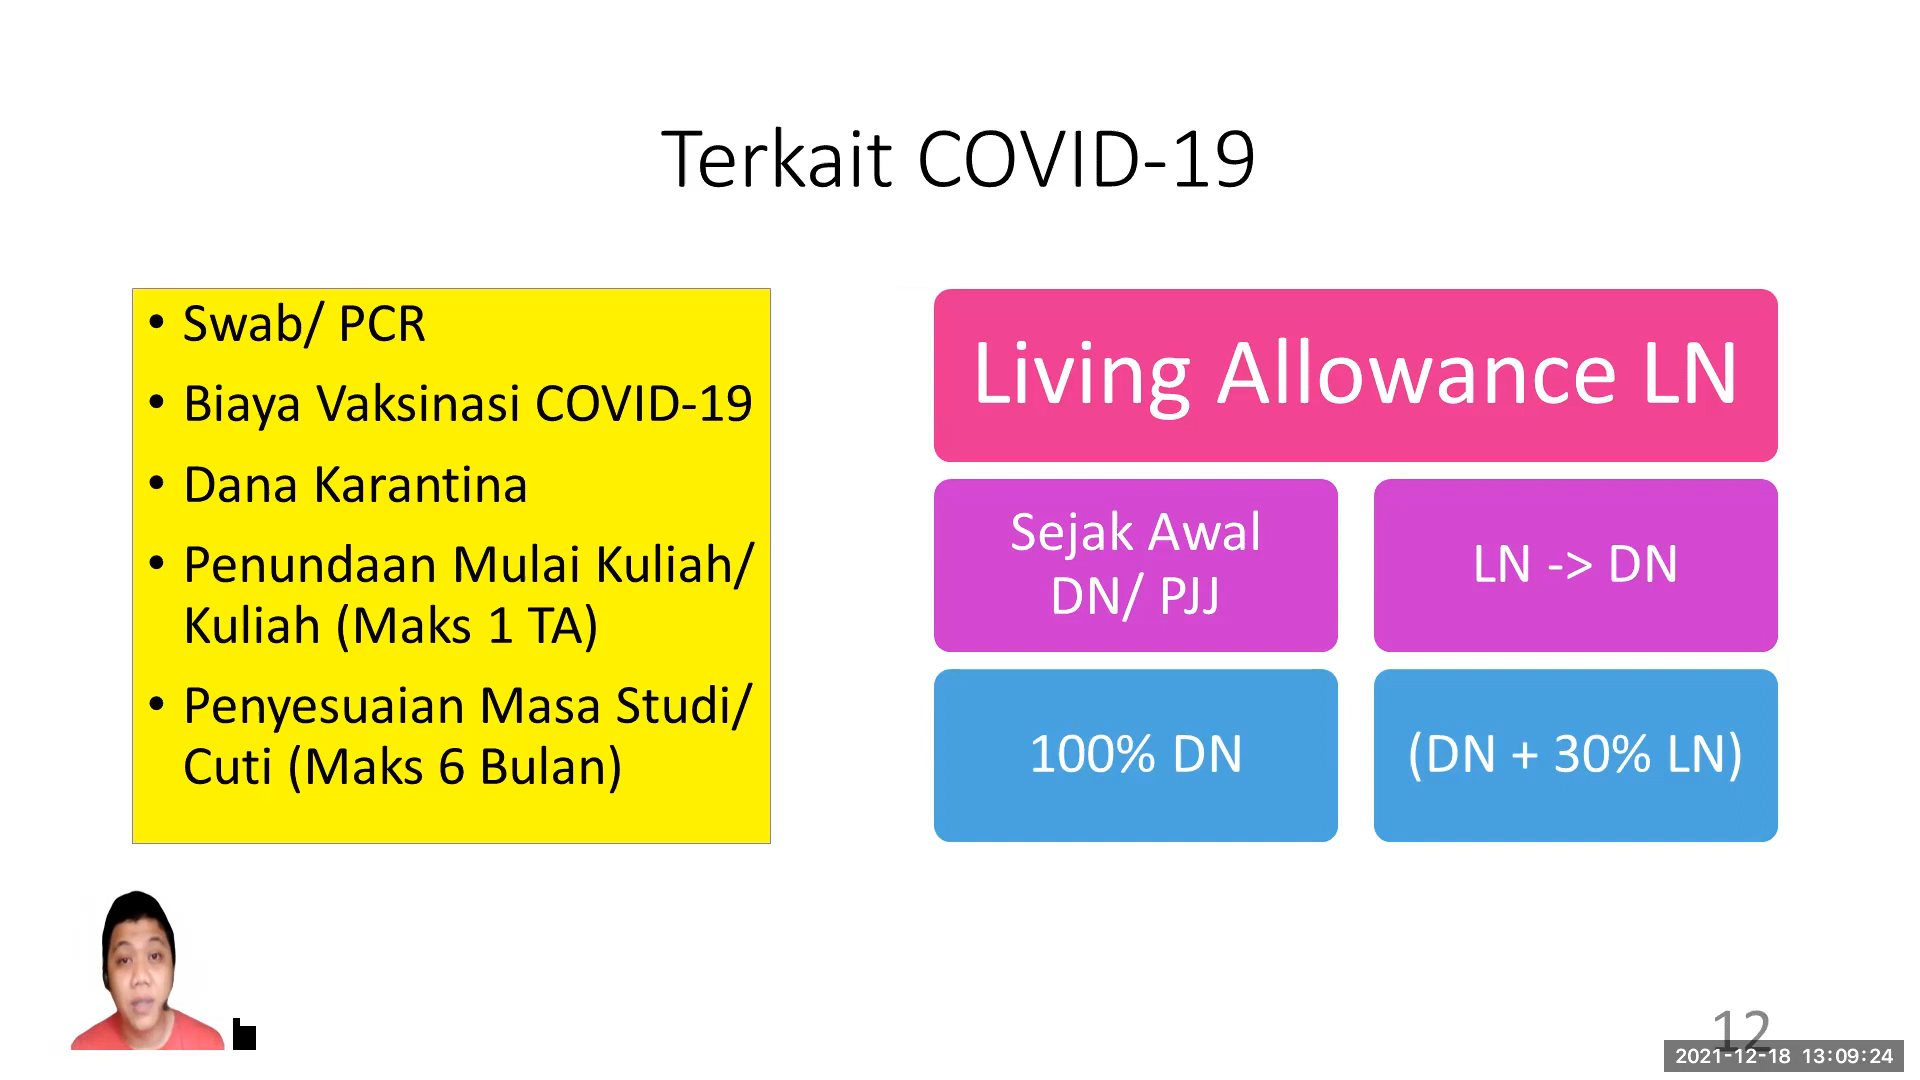 Terkait COVID-19
• Swab/ PCR
• Biaya Vaksinasi COVID-19
• Dana Karantina
• Penundaan Mulai Kuliah/
Kuliah (Maks 1 TA)
• Penyesuaian Masa Studi/
Cuti (Maks 6 Bulan)
Living Allowance LN
Sejak Awal
DN/ PJJ
LN -> DN
100% DN
(DN + 30% LN)
12
2021-12-18 13:09:24